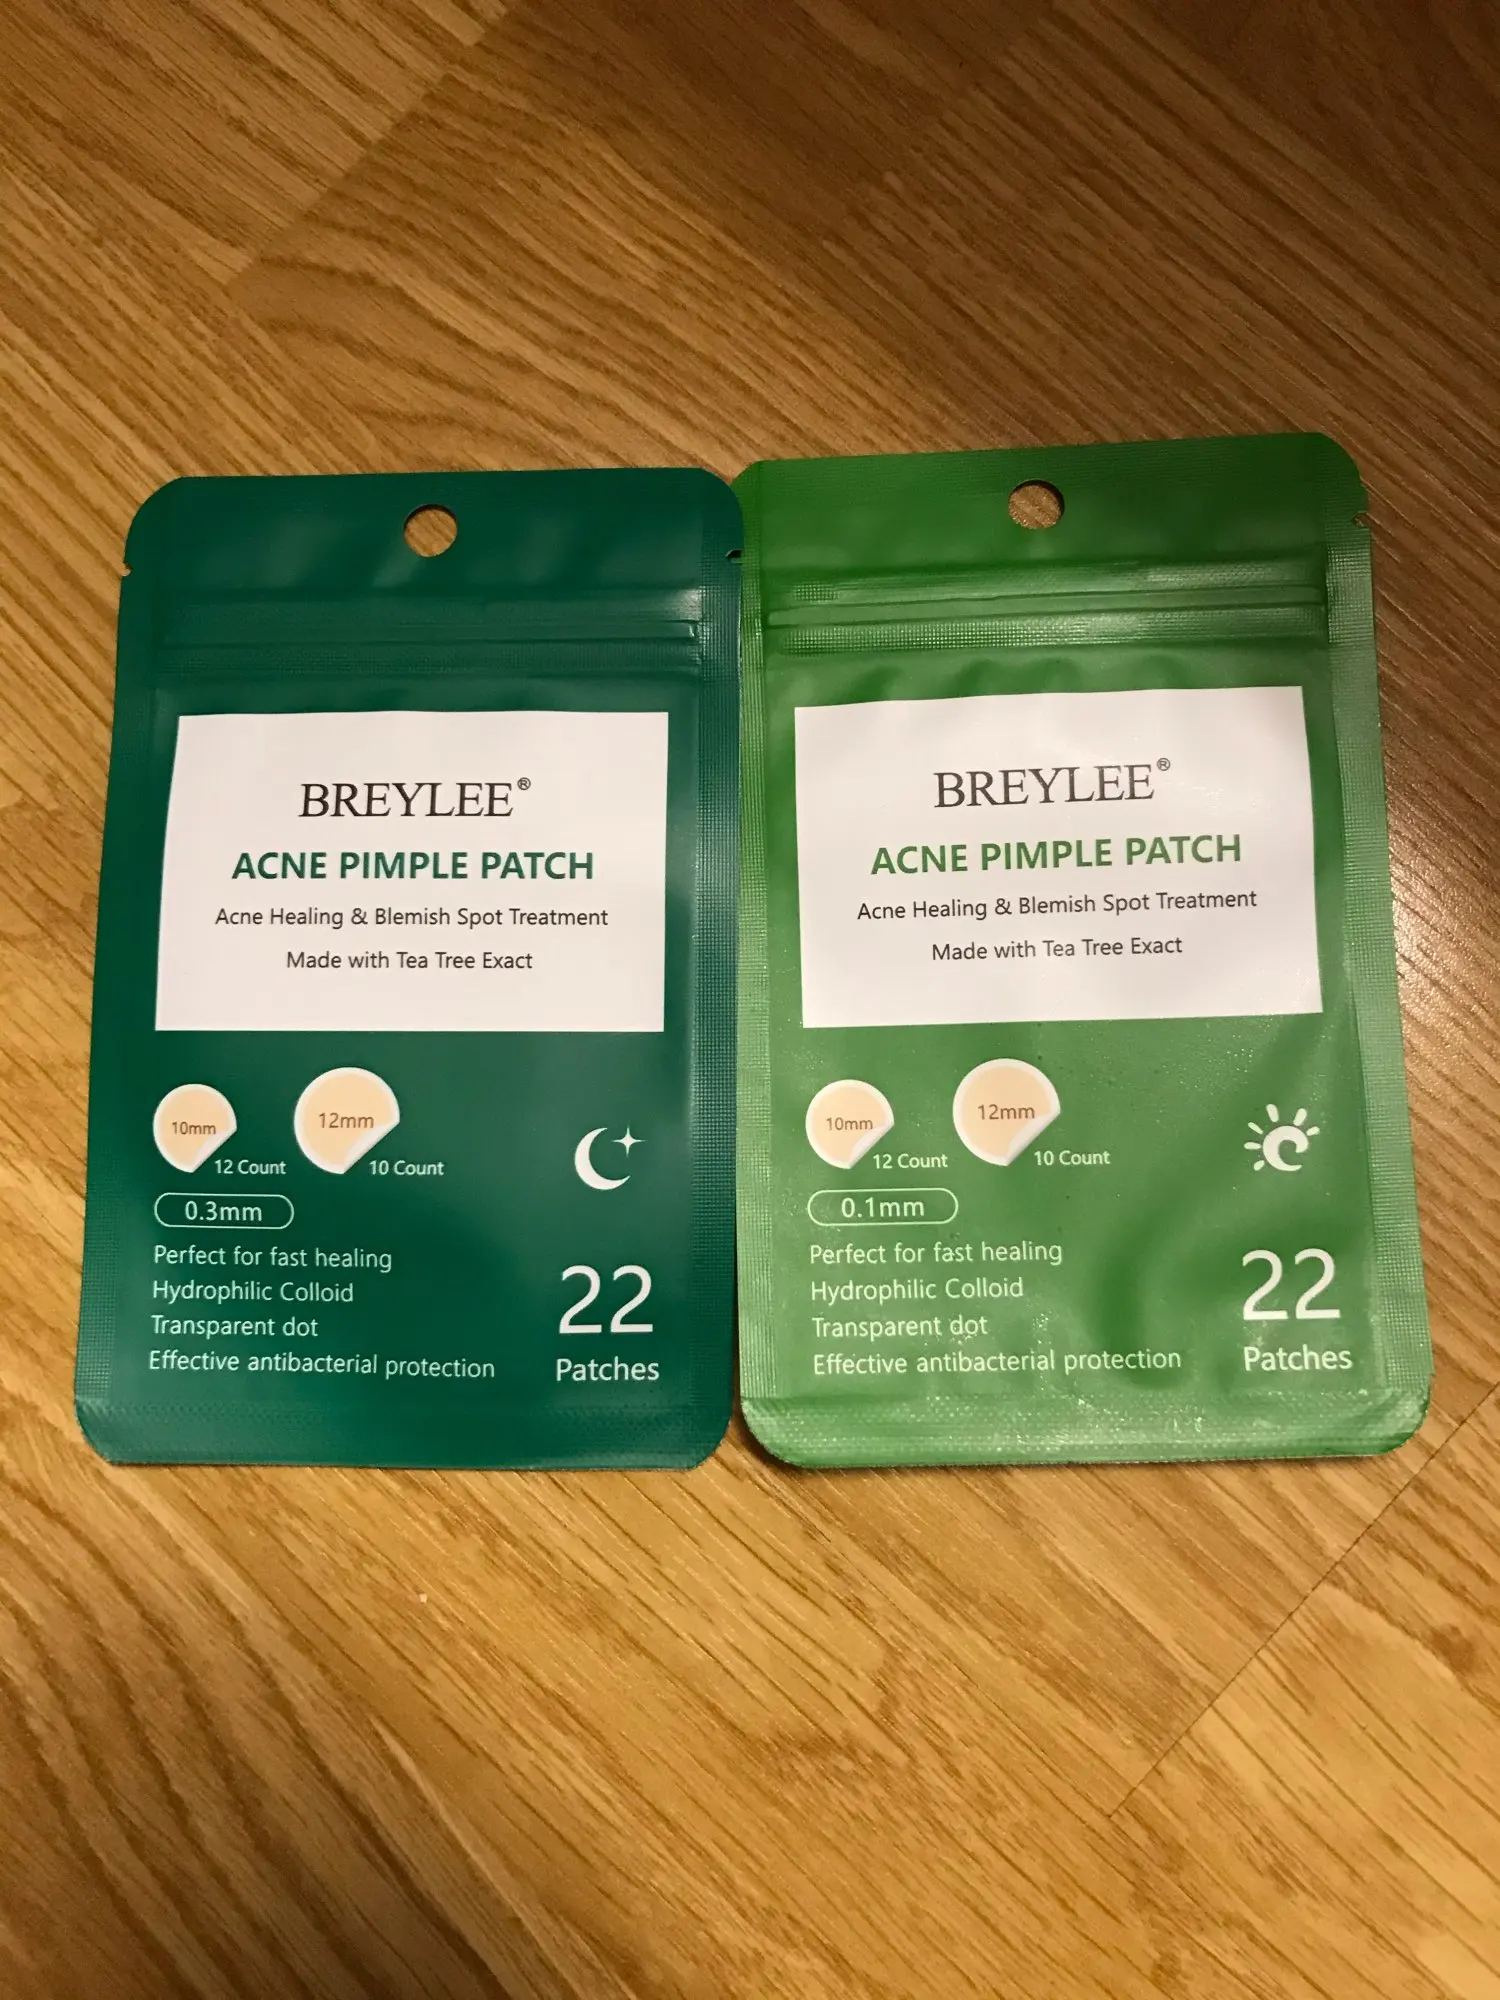 BREYLEE®
ACNE PIMPLE PATCH
Acne Healing & Blemish Spot Treatment
Made with Tea Tree Exact
10mm
12 Count
12mm
10 Count
0.3mm
Perfect for fast healing
Hydrophilic Colloid
Transparent dot
Effective antibacterial protection
22
Patches
BREYLEE®
ACNE PIMPLE PATCH
Acne Healing & Blemish Spot Treatment
Made with Tea Tree Exact
10mm
12 Count
12mm
10 Count
0.1mm
Perfect for fast healing
Hydrophilic Colloid
Transparent dot
Effective antibacterial protection
22
Patches